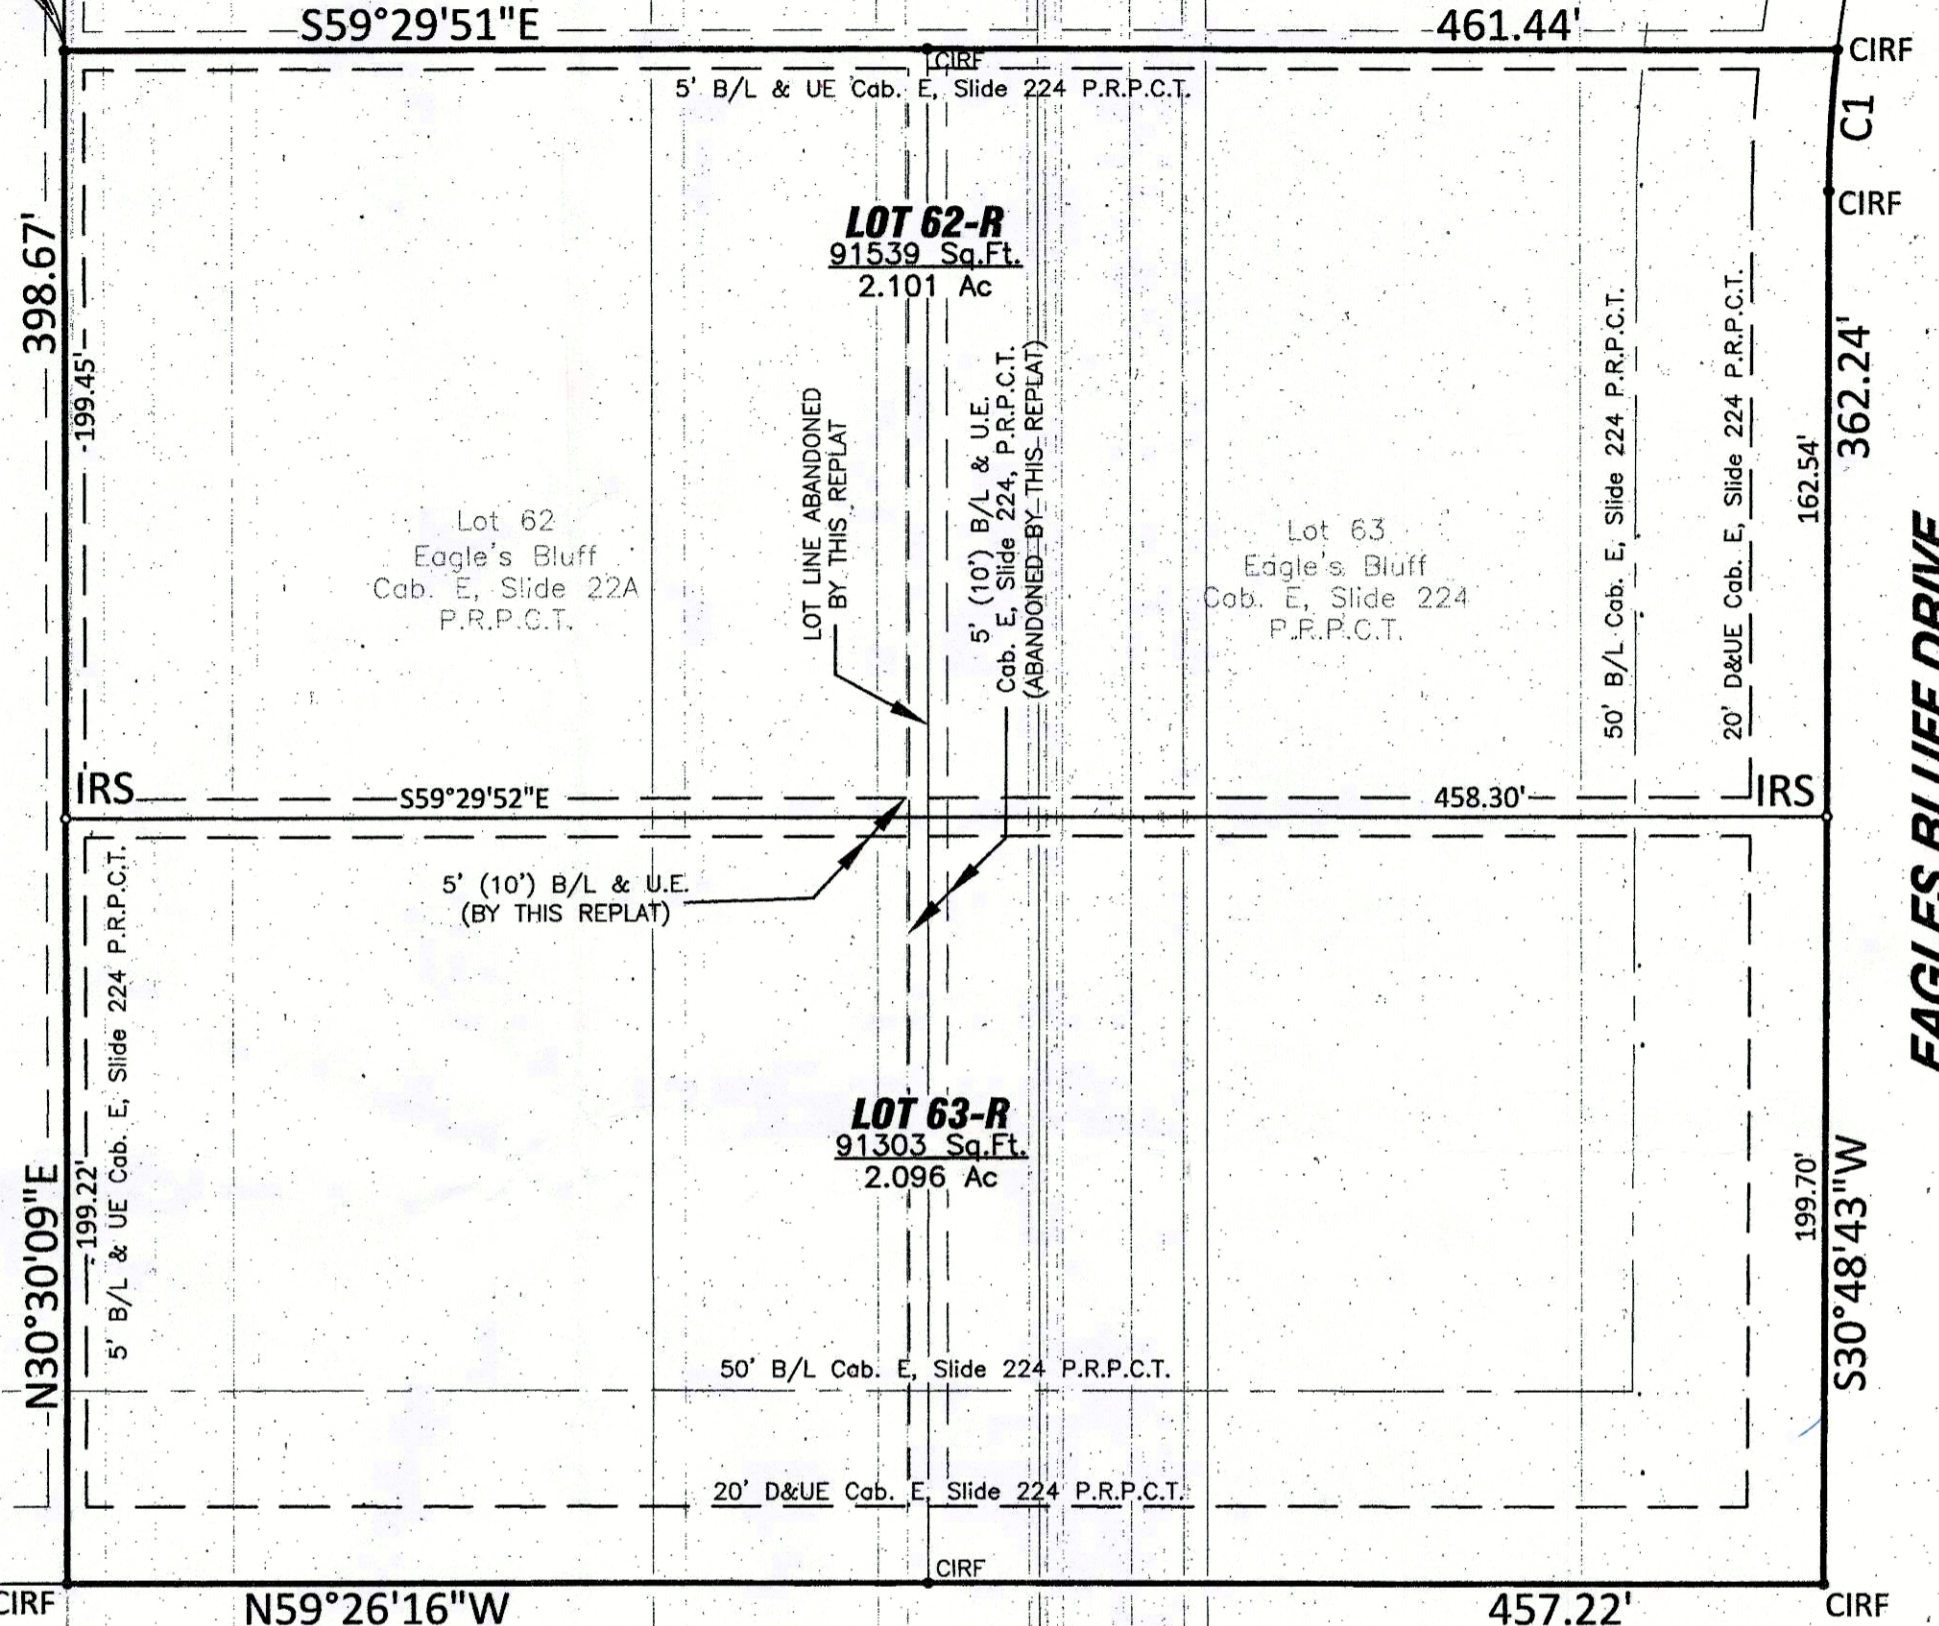 S59°29'51"E
461.44'
CIRF
CIRF
5' B/L & UE Cab. E, Slide 224 P.R.P.C.T.
C1
CIRF
LOT 62-R
91539 Sq.Ft.
2.101 Ac
398.67'
199.45'
LOT LINE ABANDONED
BY THIS REPLAT
5' (10') B/L & U.E.
Cab. E, Slide 224, P.R.P.C.T.
(ABANDONED BY THIS REPLAT)
50' B/L Cab. E, Slide 224 P.R.P.C.T.
20' D&UE Cab. E, Slide 224 P.R.P.C.T.
162.54'
362.24'
Lot 62
Eagle's Bluff
Cab. E, Slide 22A
P.R.P.C.T.
Lot 63
Eagle's Bluff
Cab. E, Slide 224
P.R.P.C.T.
EAGLES BLUFF DRIVE
IRS
S59°29'52"E
458.30'
IRS
5' (10') B/L & U.E.
(BY THIS REPLAT)
5' B/L & UE Cab. E, Slide 224 P.R.P.C.T.
199.22'
N30°30'09"E
LOT 63-R
91303 Sq.Ft.
2.096 Ac
199.70'
S30°48'43"W
50' B/L Cab. E, Slide 224 P.R.P.C.T.
20' D&UE Cab. E, Slide 224 P.R.P.C.T.
CIRF
CIRF
N59°26'16"W
457.22'
CIRF